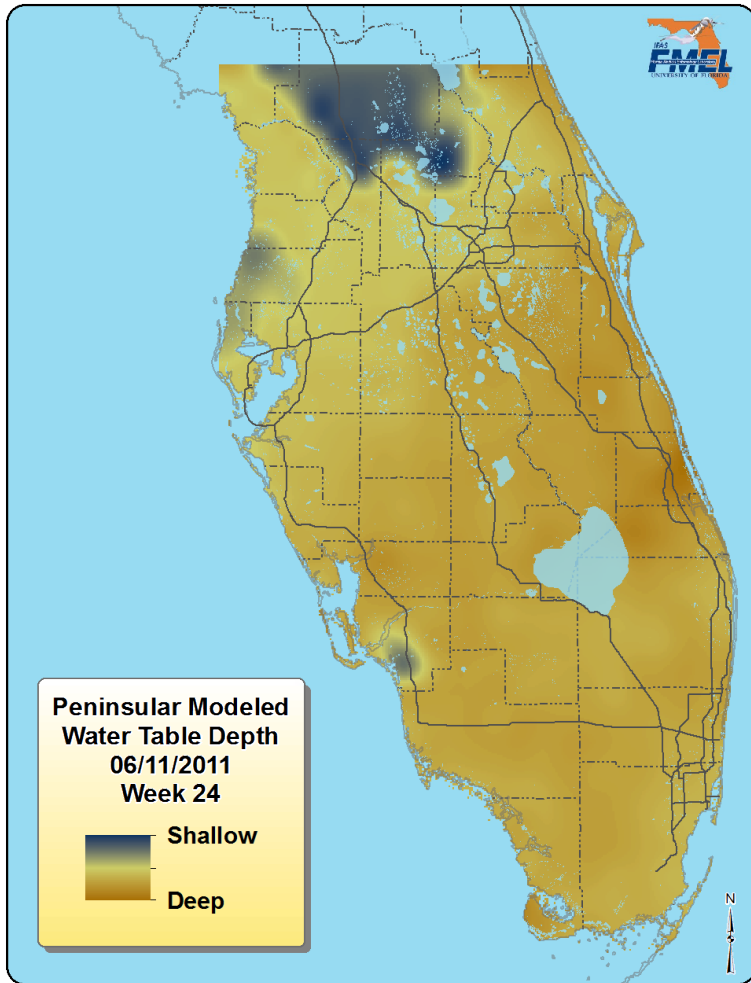 IFAS
FMEL
UNIVERSITY OF FLORIDA
Peninsular Modeled
Water Table Depth
06/11/2011
Week 24
Shallow
Deep
N